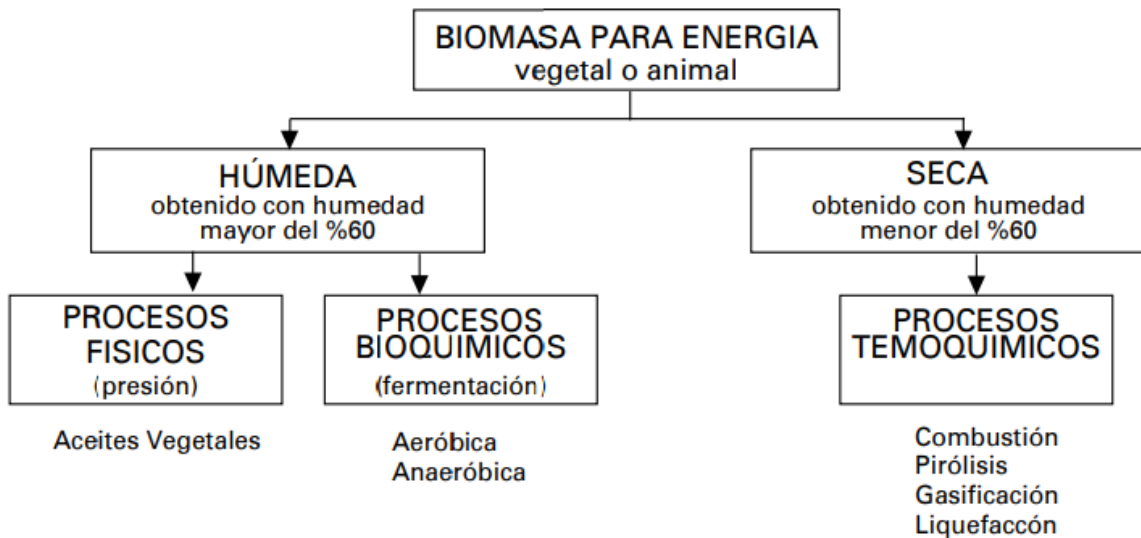 BIOMASA PARA ENERGIA
vegetal o animal
HÚMEDA
obtenido con humedad
mayor del %60
SECA
obtenido con humedad
menor del %60
PROCESOS
FISICOS
(presión)
PROCESOS
BIOQUIMICOS
(fermentación)
PROCESOS
TEMOQUIMICOS
Aceites Vegetales
Aeróbica
Anaeróbica
Combustión
Pirólisis
Gasificación
Liquefaccón